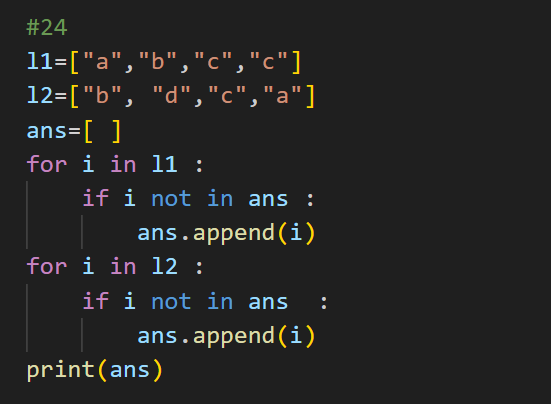 #24
l1=["a","b","c","c"]
l2=["b", "d","c","a"]
ans=[ ]
for i in l1 :
    if i not in ans :
        ans.append(i)
for i in l2 :
    if i not in ans  :
        ans.append(i)
print(ans)